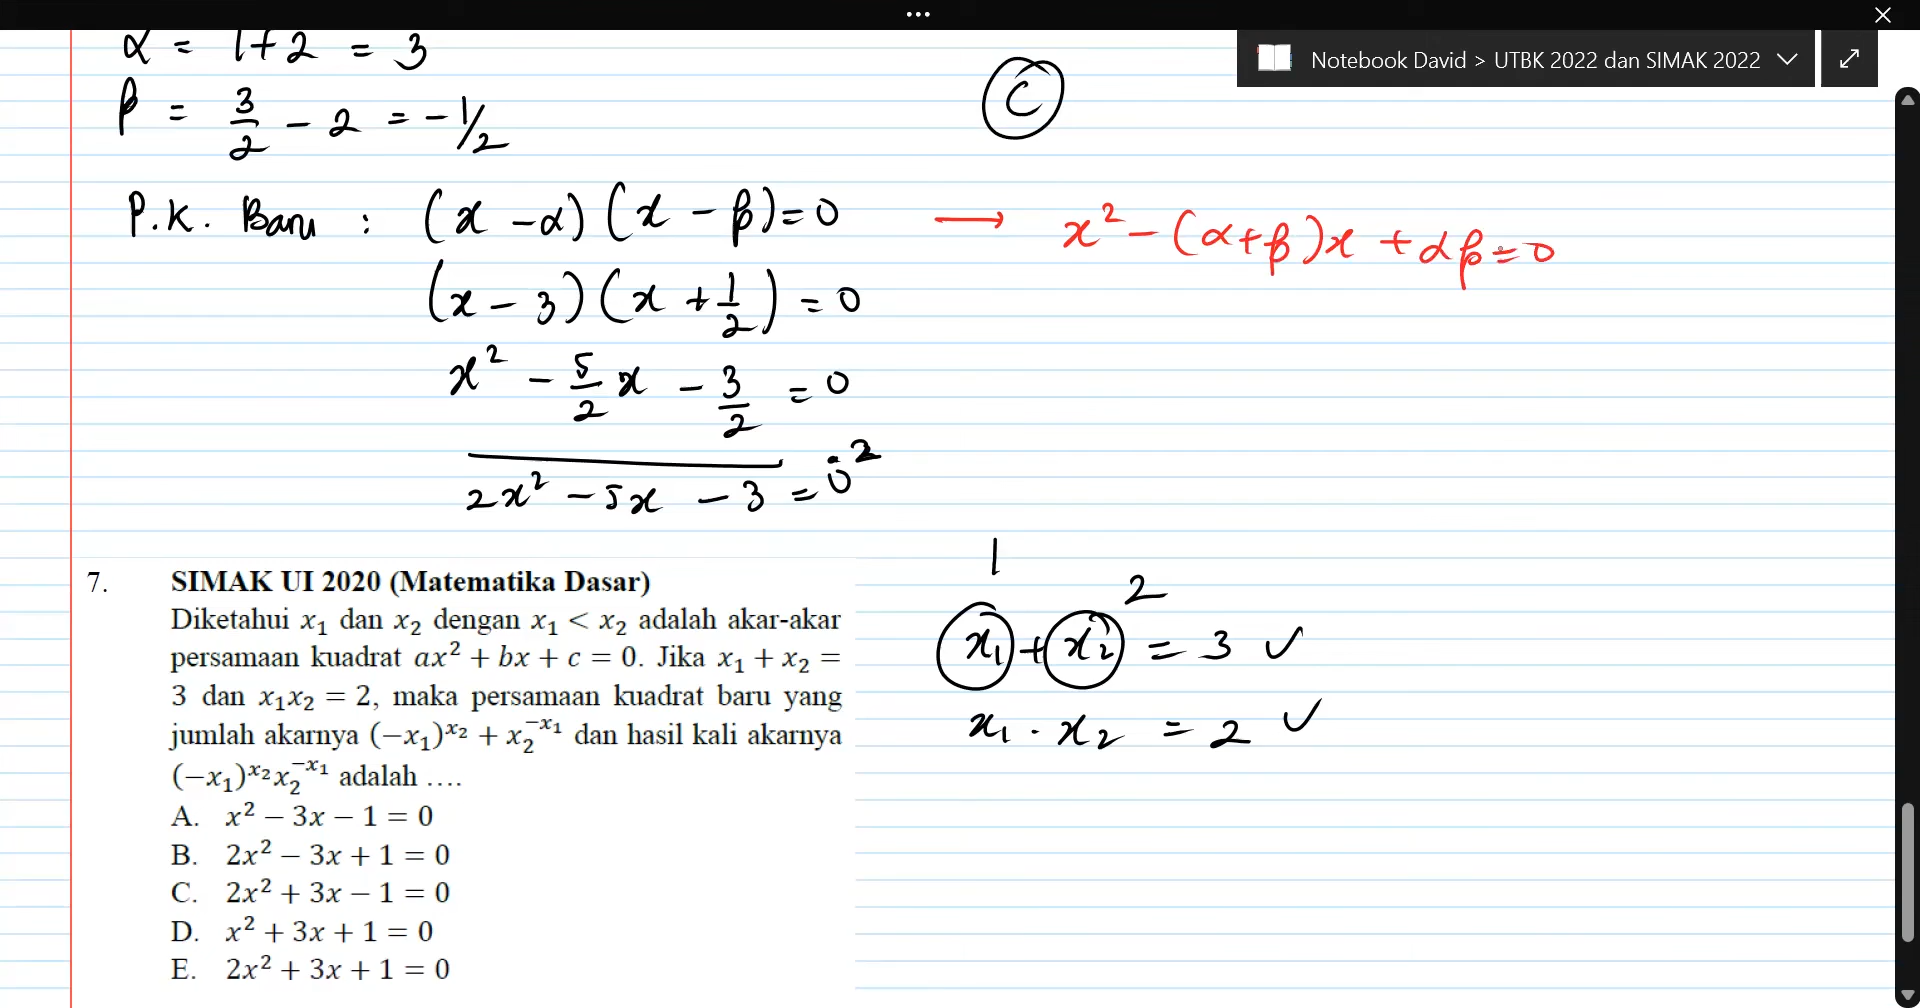 Notebook David > UTBK 2022 dan SIMAK 2022
α = 1+2 = 3
β = 3/2 - 2 = -1/2
C
P.K. Baru : (x - α)(x - β) = 0 → x² - (α+β)x + αβ = 0
(x - 3)(x + 1/2) = 0
x² - 5/2 x - 3/2 = 0
. 2
2x² - 5x - 3 = 0
7. SIMAK UI 2020 (Matematika Dasar)
Diketahui x₁ dan x₂ dengan x₁ < x₂ adalah akar-akar
persamaan kuadrat ax² + bx + c = 0. Jika x₁ + x₂ =
3 dan x₁x₂ = 2, maka persamaan kuadrat baru yang
jumlah akarnya (−x₁)^x₂ + x₂^−x₁ dan hasil kali akarnya
(−x₁)^x₂ x₂^−x₁ adalah ….
A. x² − 3x − 1 = 0
B. 2x² − 3x + 1 = 0
C. 2x² + 3x − 1 = 0
D. x² + 3x + 1 = 0
E. 2x² + 3x + 1 = 0
1
2
x₁ + x₂ = 3 ✓
x₁ . x₂ = 2 ✓